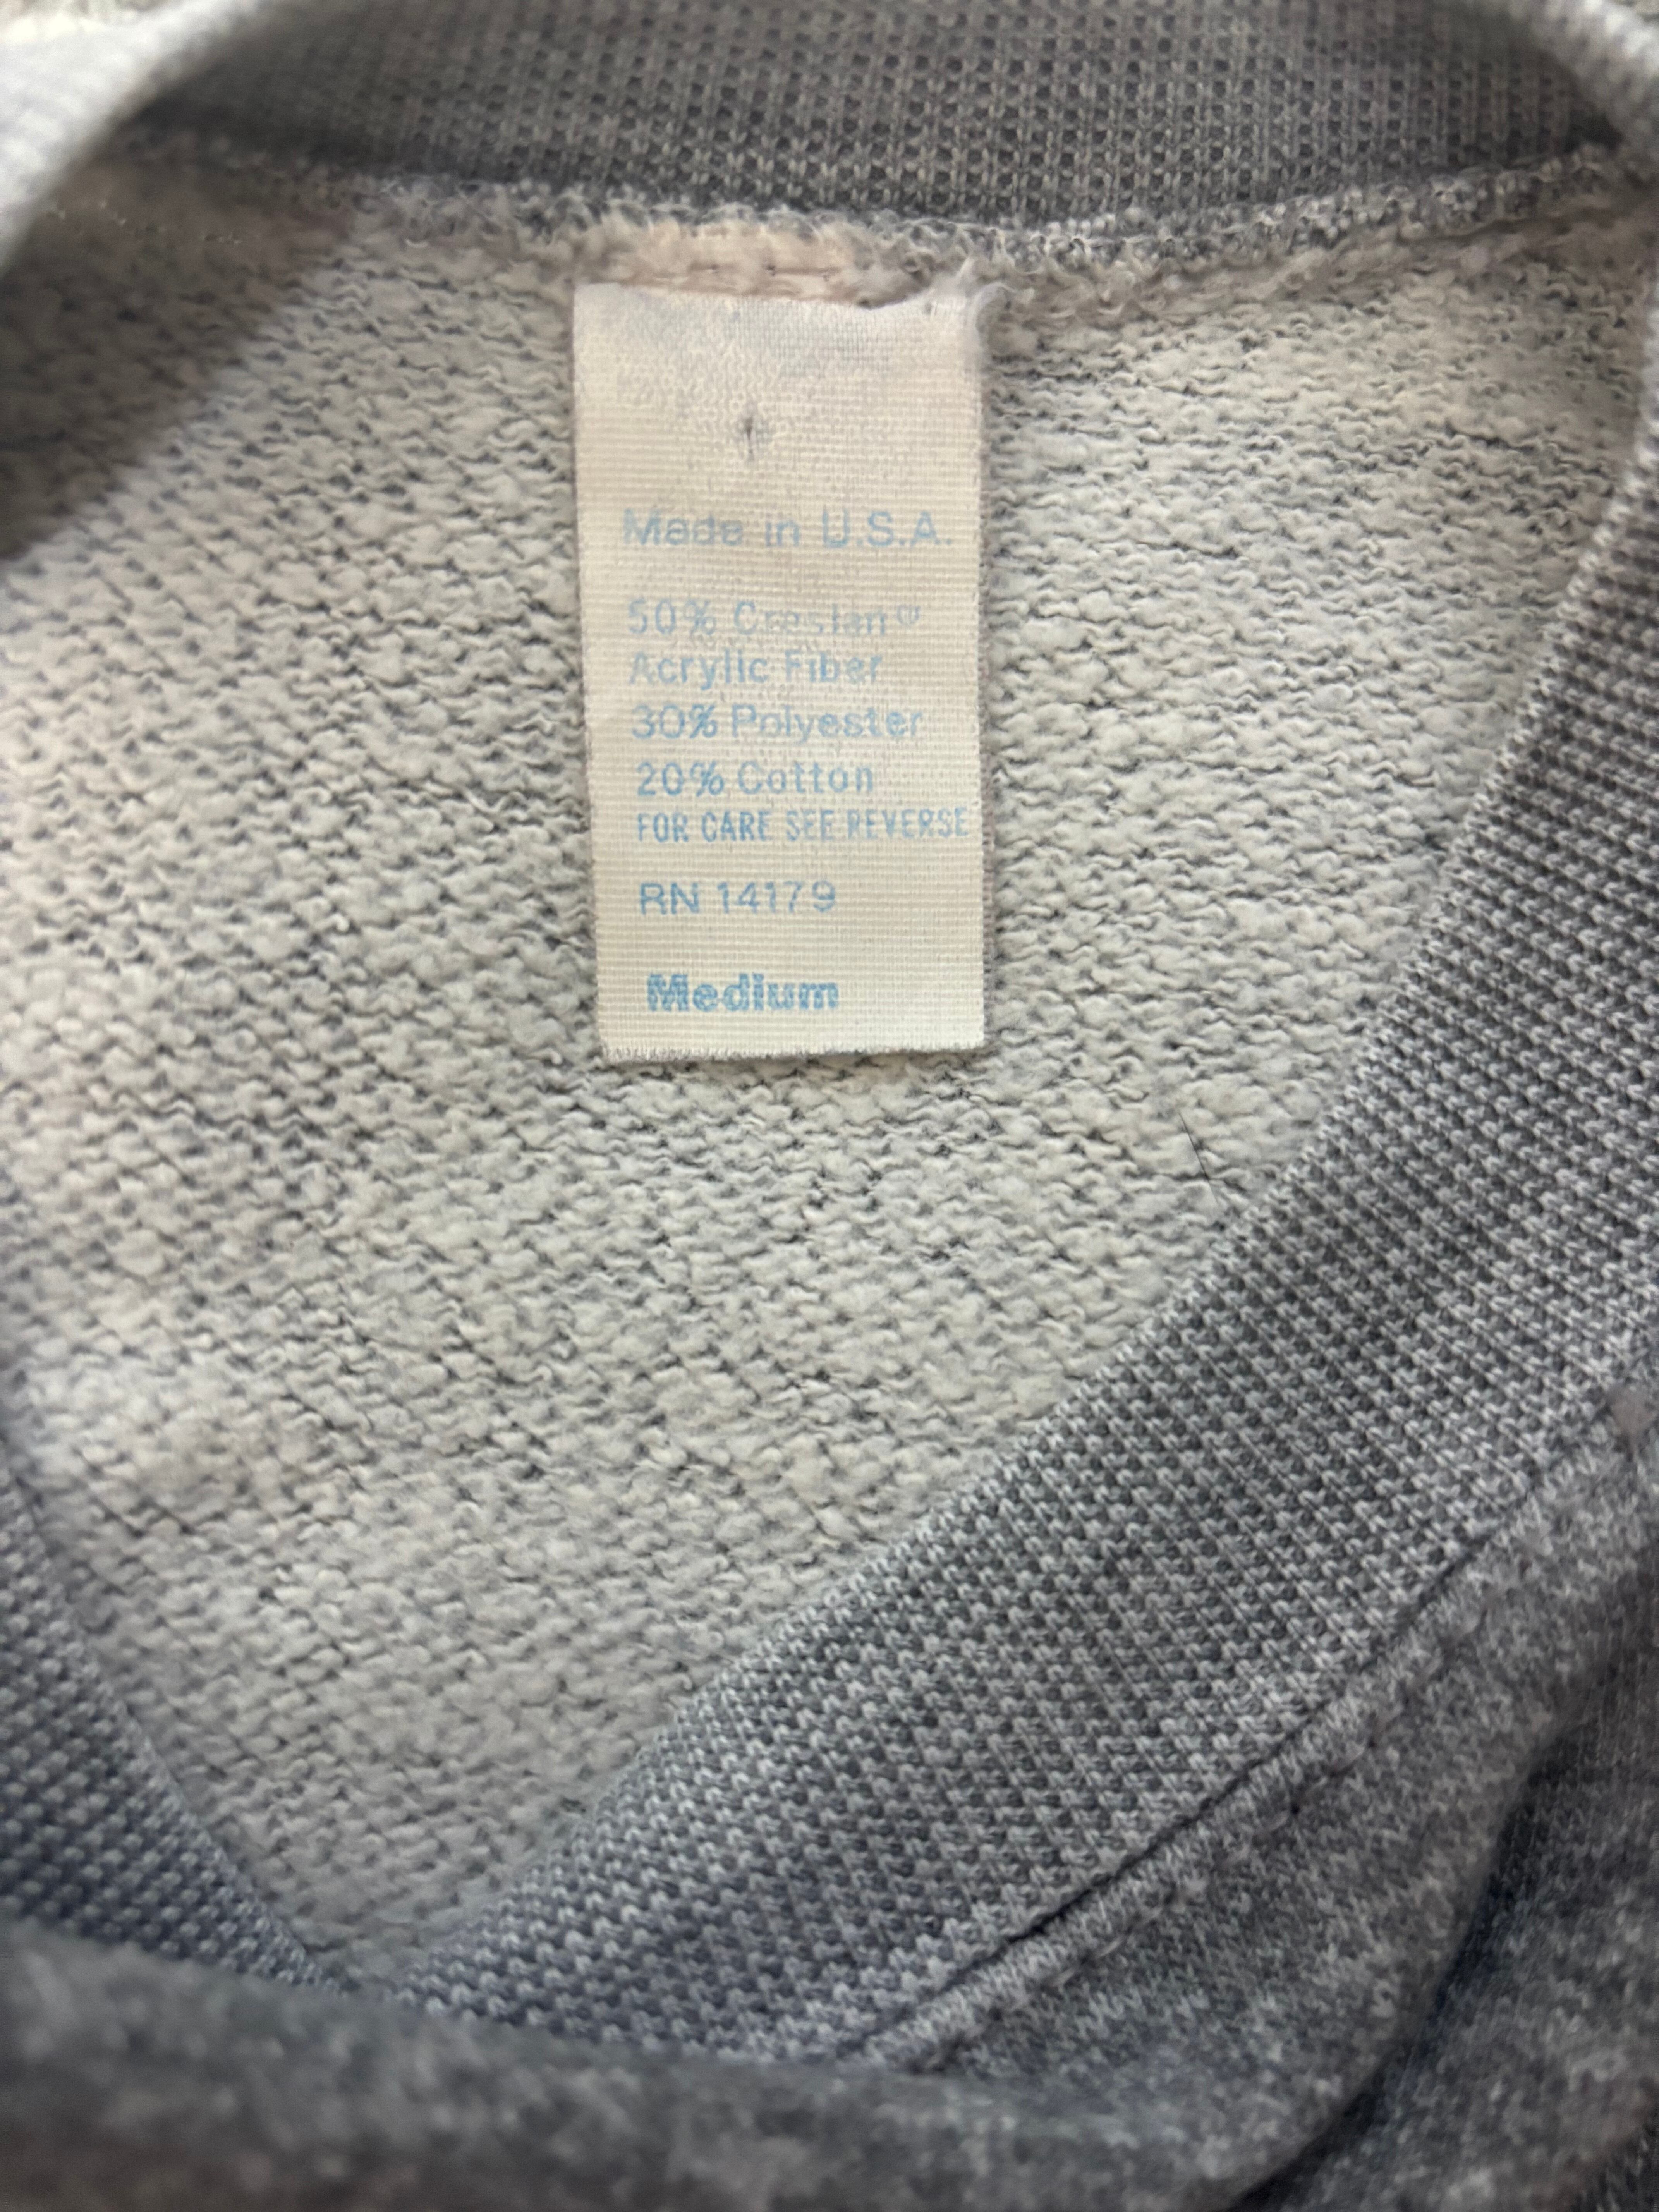 Made in U.S.A.
50% Creslan®
Acrylic Fiber
30% Polyester
20% Cotton
FOR CARE SEE REVERSE
RN 14179
Medium